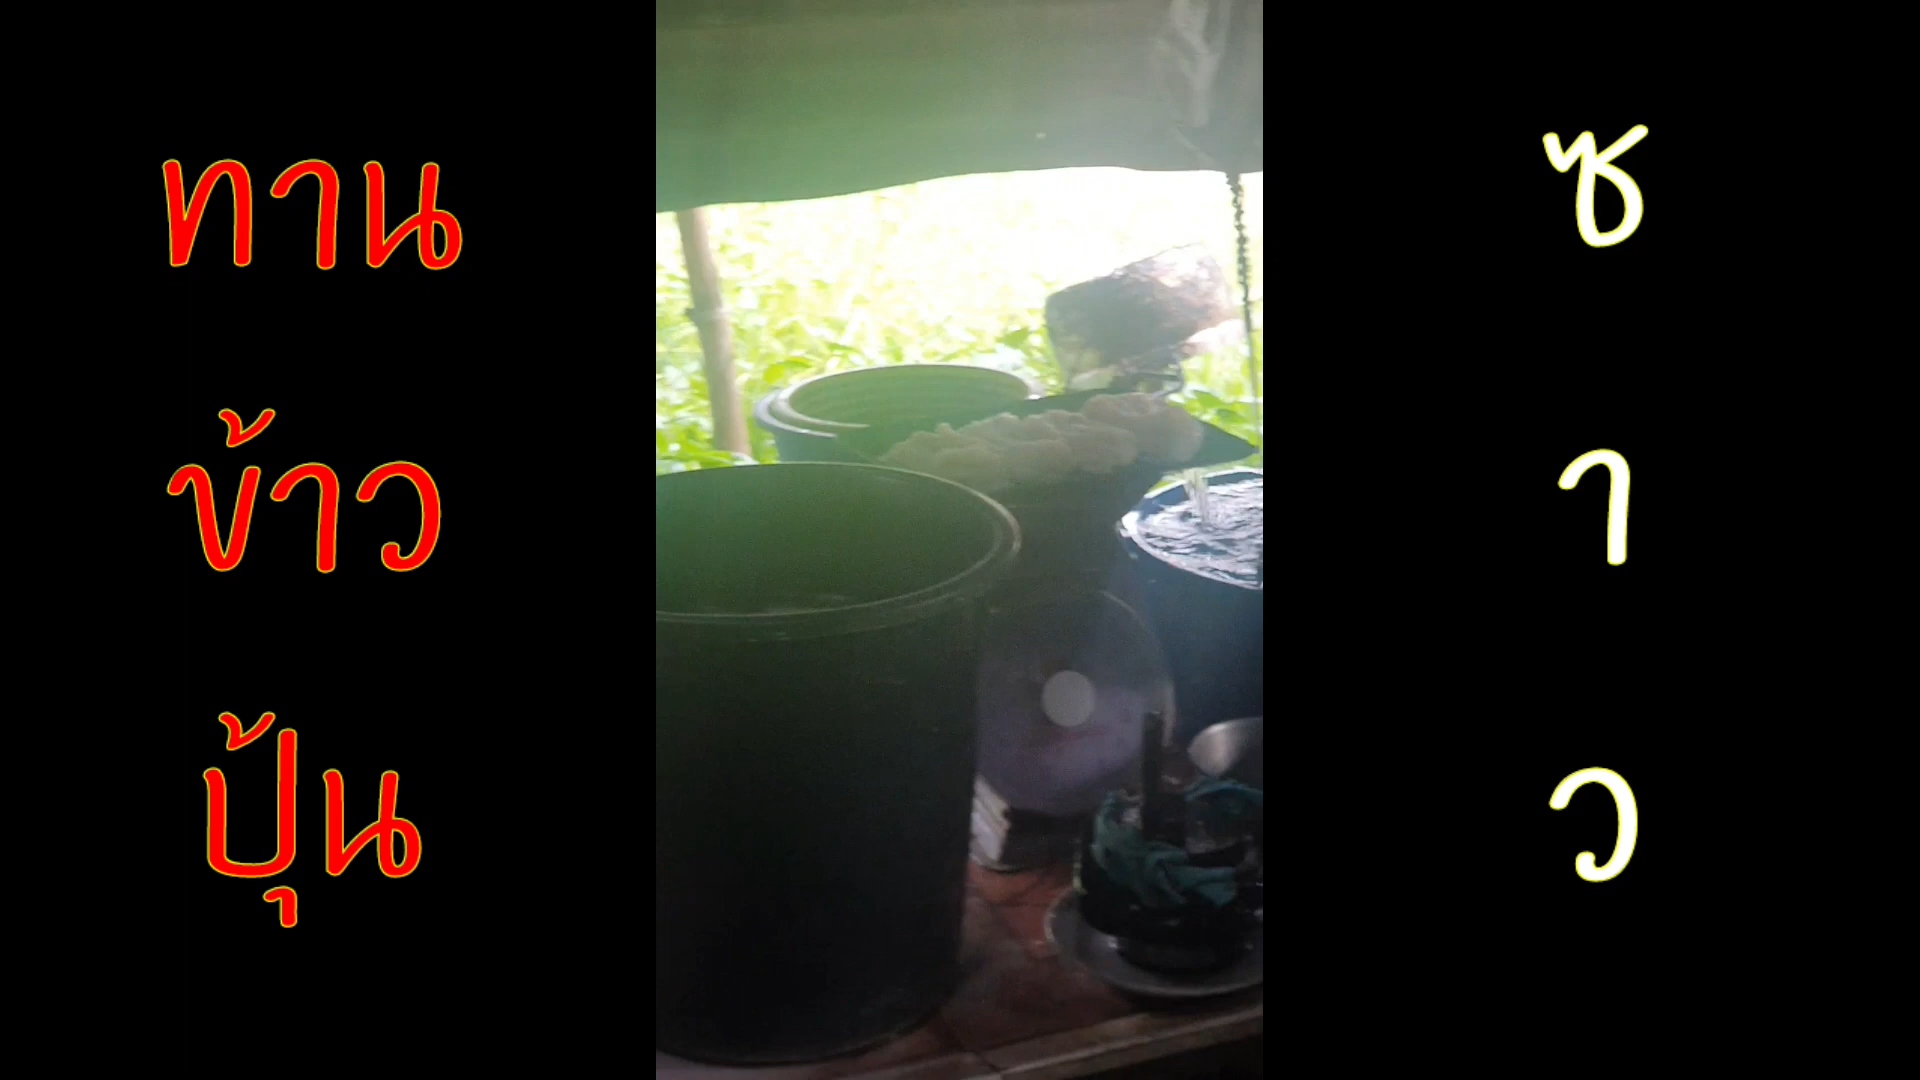 ทาน
ข้าว
ปุ้น
ซ
า
ว